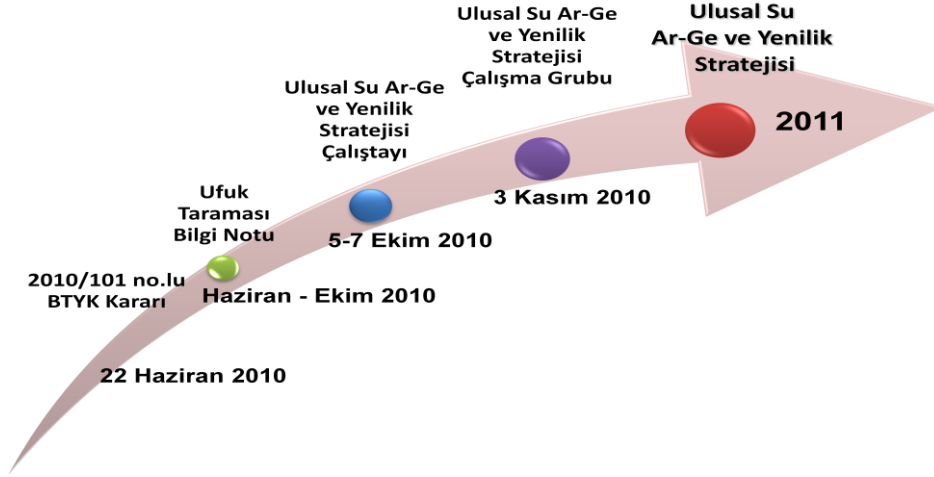 2010/101 no.lu
BTYK Kararı
22 Haziran 2010
Ufuk
Taraması
Bilgi Notu
Haziran - Ekim 2010
Ulusal Su Ar-Ge
ve Yenilik
Stratejisi
Çalıştayı
5-7 Ekim 2010
Ulusal Su Ar-Ge
ve Yenilik
Stratejisi
Çalışma Grubu
3 Kasım 2010
Ulusal Su
Ar-Ge ve Yenilik
Stratejisi
2011